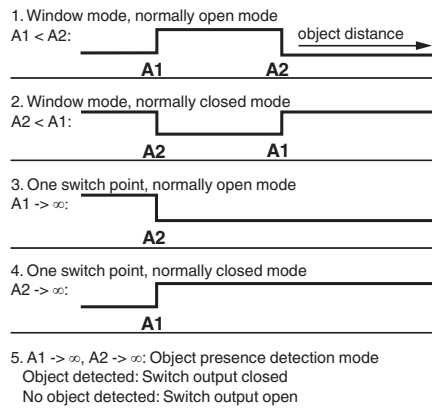 1. Window mode, normally open mode
A1 < A2:
object distance
A1
A2
2. Window mode, normally closed mode
A2 < A1:
A2
A1
3. One switch point, normally open mode
A1 -> ∞:
A2
4. One switch point, normally closed mode
A2 -> ∞:
A1
5. A1 -> ∞, A2 -> ∞: Object presence detection mode
Object detected: Switch output closed
No object detected: Switch output open